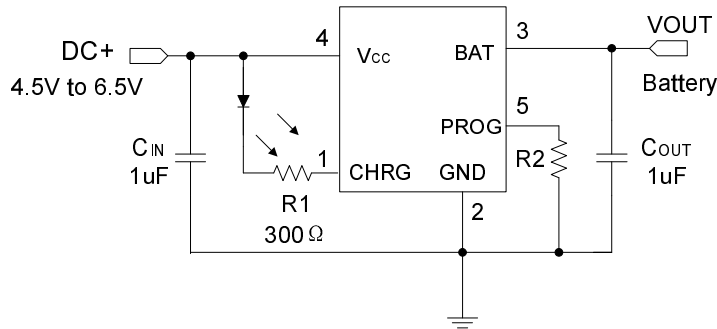 DC+
4.5V to 6.5V
4
VCC
BAT
3
VOUT
Battery
PROG
5
CIN
1uF
1
CHRG
GND
2
R1
300Ω
R2
COUT
1uF